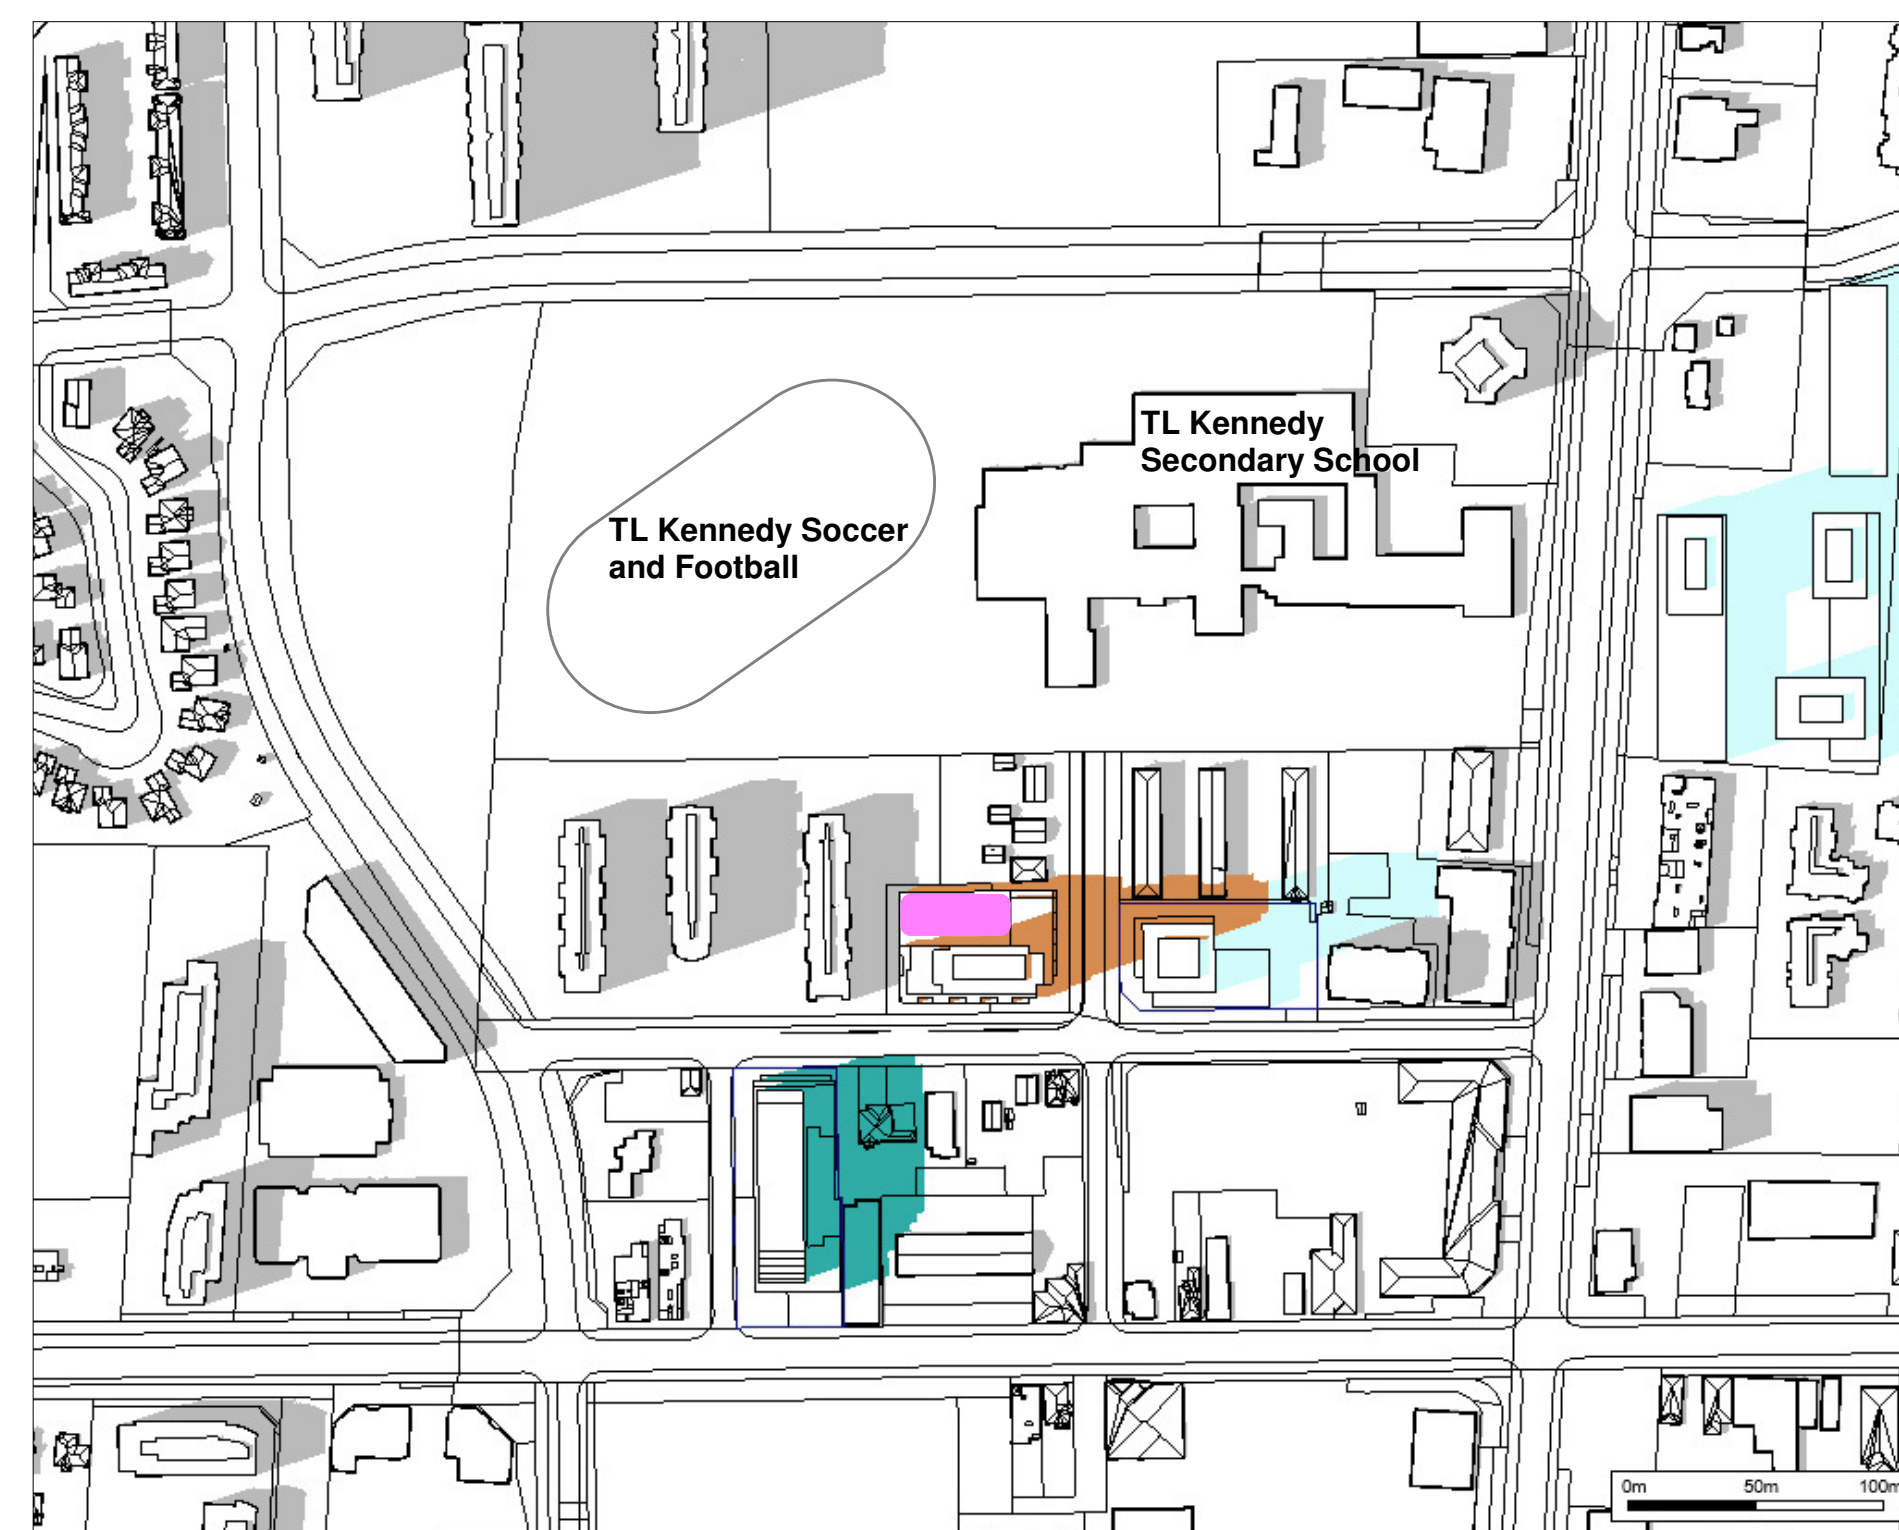 TL Kennedy
Secondary School
TL Kennedy Soccer
and Football
0m 50m 100m